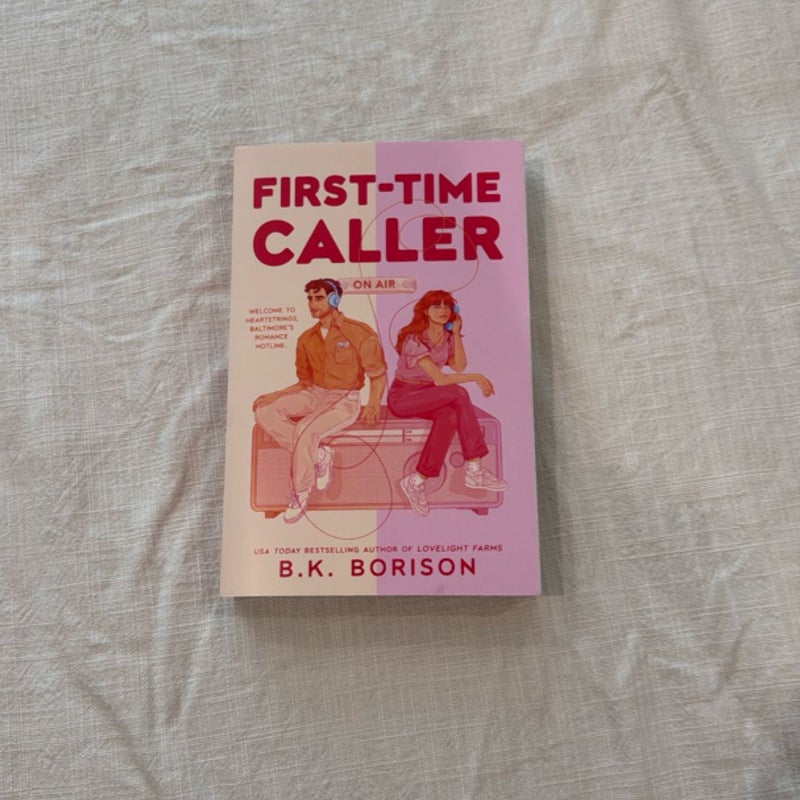 FIRST-TIME
CALLER
ON AIR
WELCOME TO
HEARTSTRINGS,
BALTIMORE'S
ROMANCE
HOTLINE.
USA TODAY BESTSELLING AUTHOR OF LOVELIGHT FARMS
B.K. BORISON